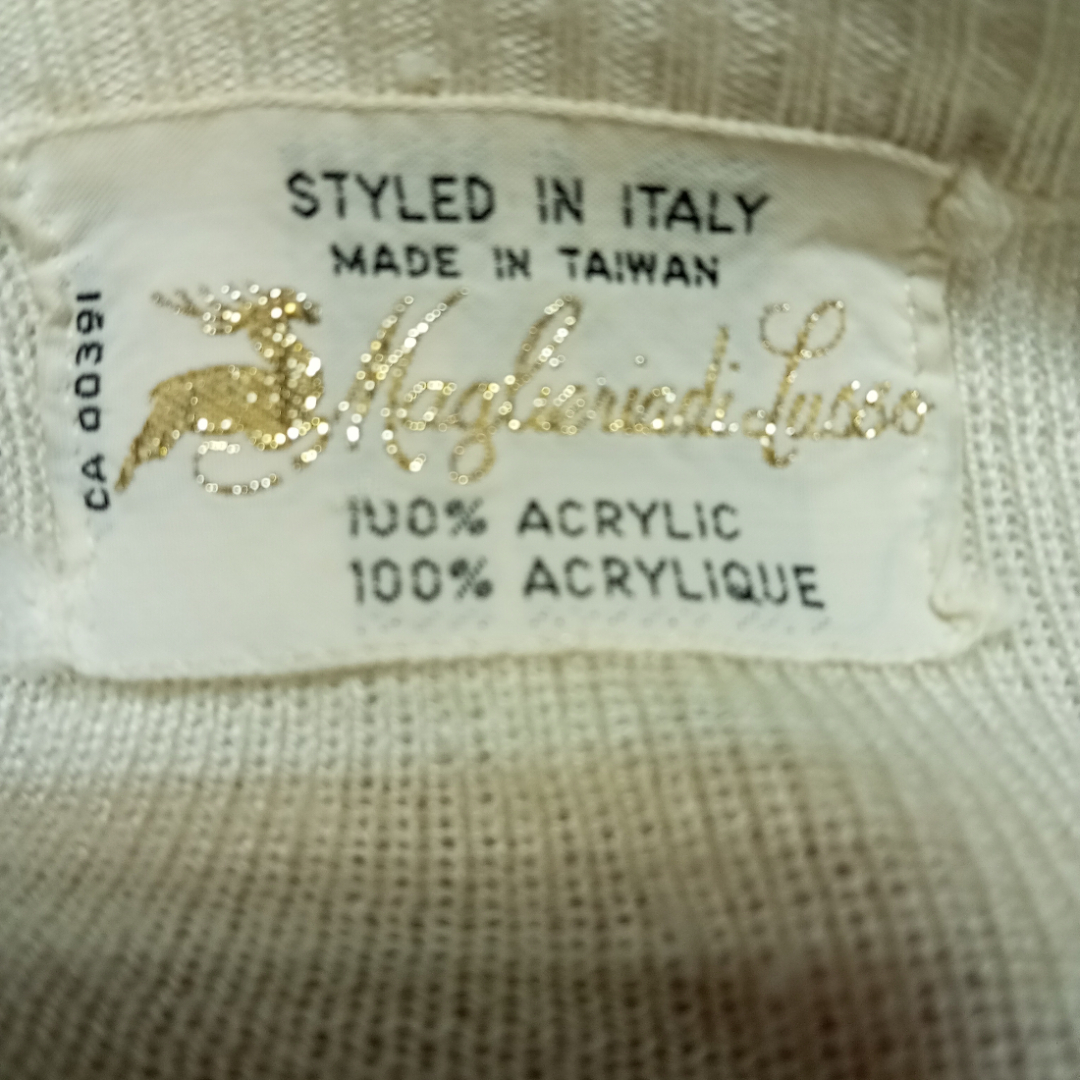 STYLED IN ITALY
MADE IN TAIWAN
Maglieria di Lusso
CA 00391
100% ACRYLIC
100% ACRYLIQUE